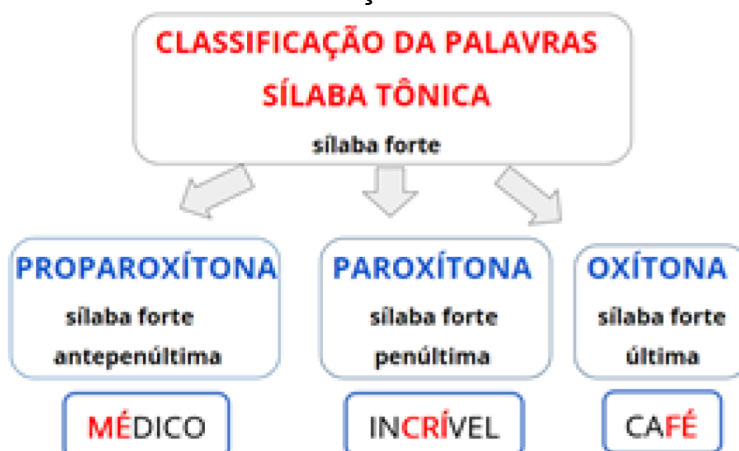 CLASSIFICAÇÃO DA PALAVRAS
SÍLABA TÔNICA
sílaba forte
PROPAROXÍTONA
sílaba forte
antepenúltima
MÉDICO
PAROXÍTONA
sílaba forte
penúltima
INCRÍVEL
OXÍTONA
sílaba forte
última
CAFÉ